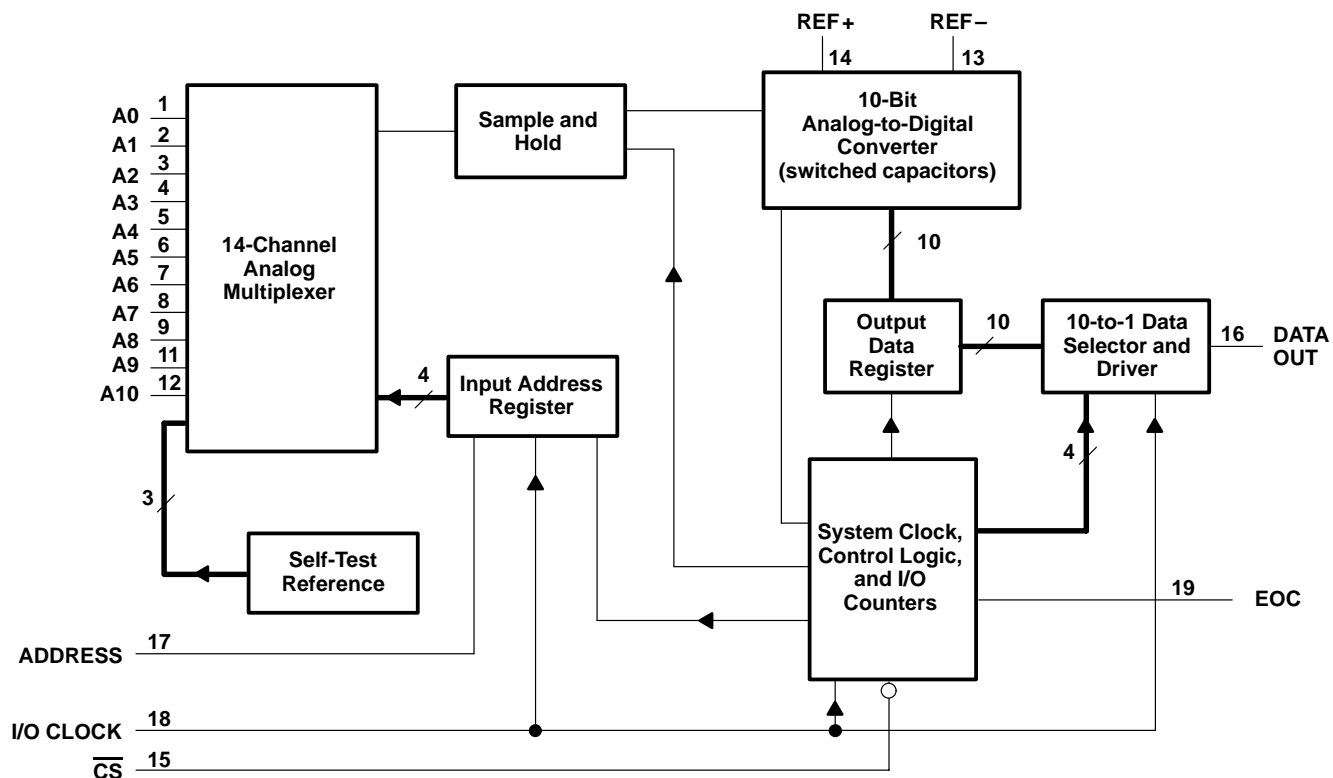 REF+ REF–
14 13
10-Bit
Analog-to-Digital
Converter
(switched capacitors)
Sample and
Hold
A0 1
A1 2
A2 3
A3 4
A4 5
A5 6
A6 7
A7 8
A8 9
A9 11
A10 12
14-Channel
Analog
Multiplexer
10
Output
Data
Register
10
10-to-1 Data
Selector and
Driver
16 DATA
OUT
4
Input Address
Register
4
3
Self-Test
Reference
System Clock,
Control Logic,
and I/O
Counters
19 EOC
ADDRESS 17
I/O CLOCK 18
C̅S̅ 15